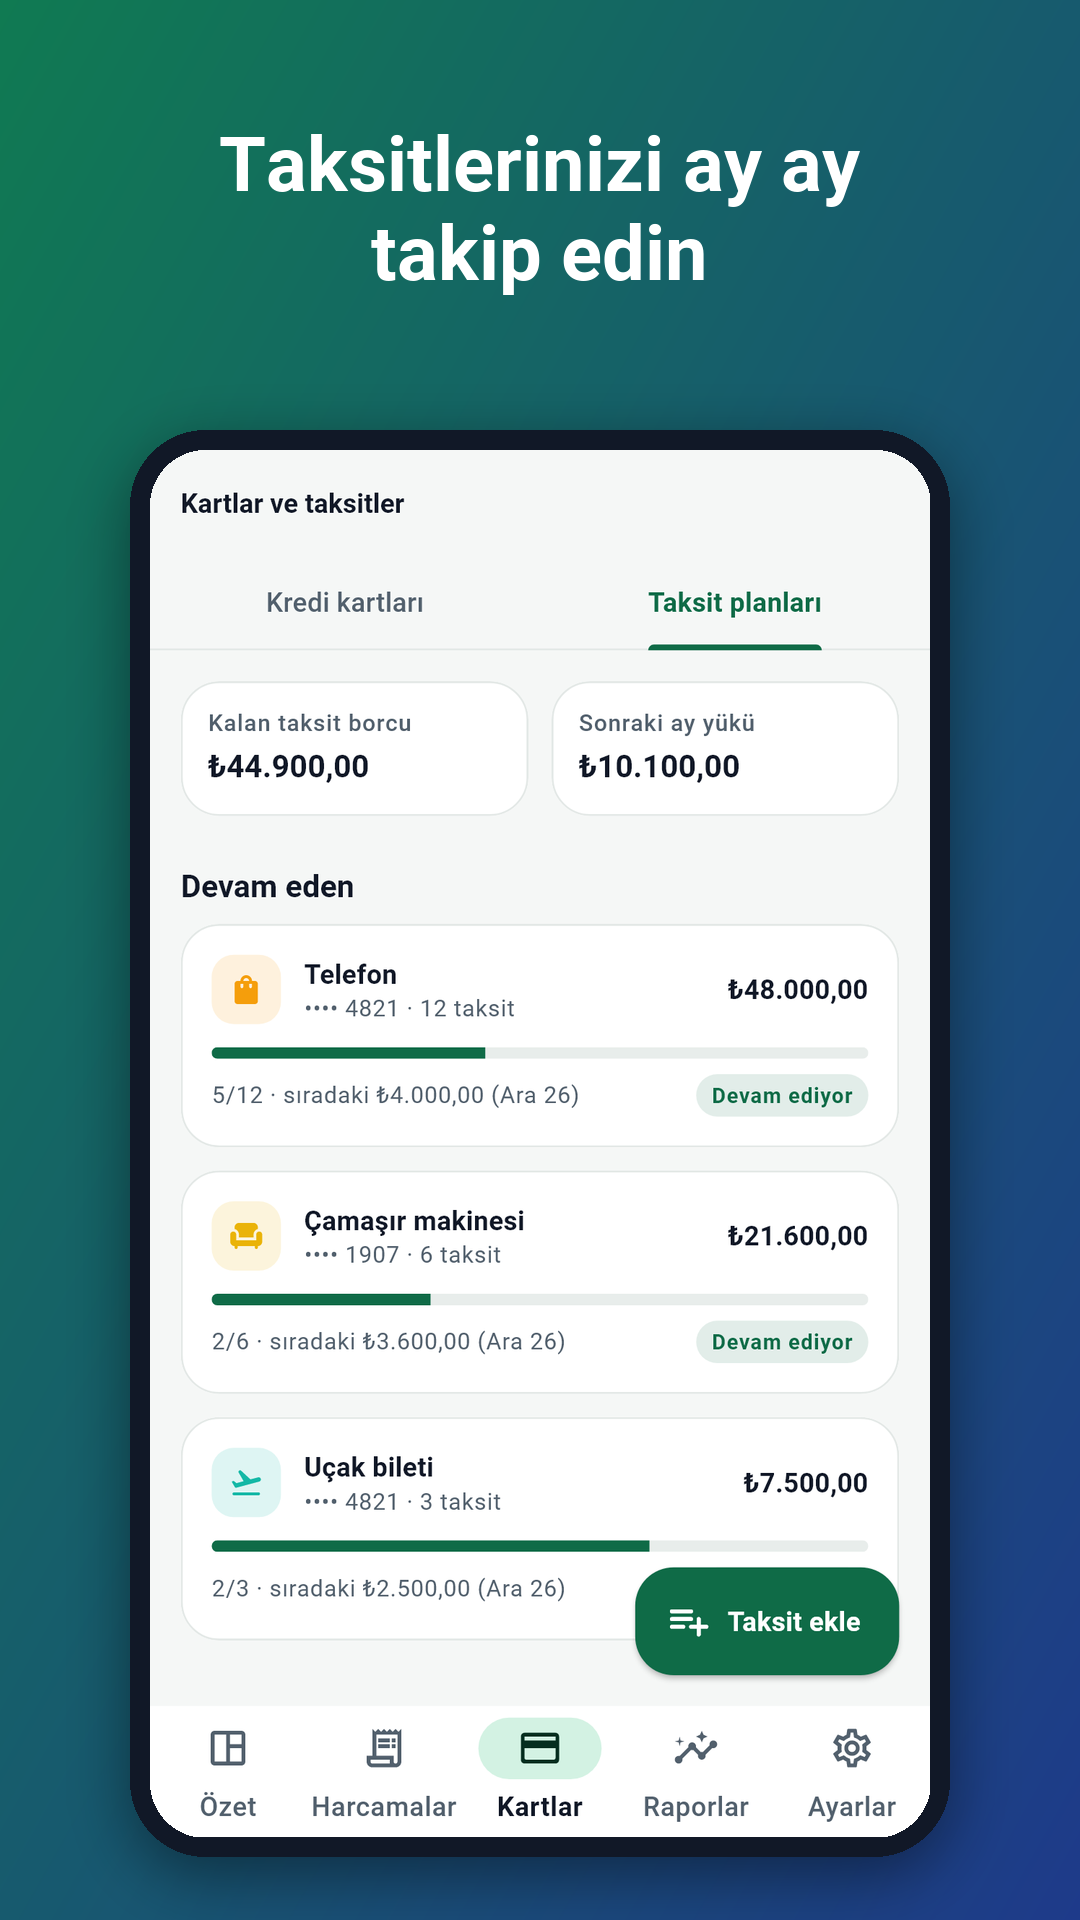 Taksitlerinizi ay ay
takip edin
Kartlar ve taksitler
Kredi kartları
Taksit planları
Kalan taksit borcu
₺44.900,00
Sonraki ay yükü
₺10.100,00
Devam eden
Telefon
•••• 4821 · 12 taksit
₺48.000,00
5/12 · sıradaki ₺4.000,00 (Ara 26)
Devam ediyor
Çamaşır makinesi
•••• 1907 · 6 taksit
₺21.600,00
2/6 · sıradaki ₺3.600,00 (Ara 26)
Devam ediyor
Uçak bileti
•••• 4821 · 3 taksit
₺7.500,00
2/3 · sıradaki ₺2.500,00 (Ara 26)
Taksit ekle
Özet
Harcamalar
Kartlar
Raporlar
Ayarlar